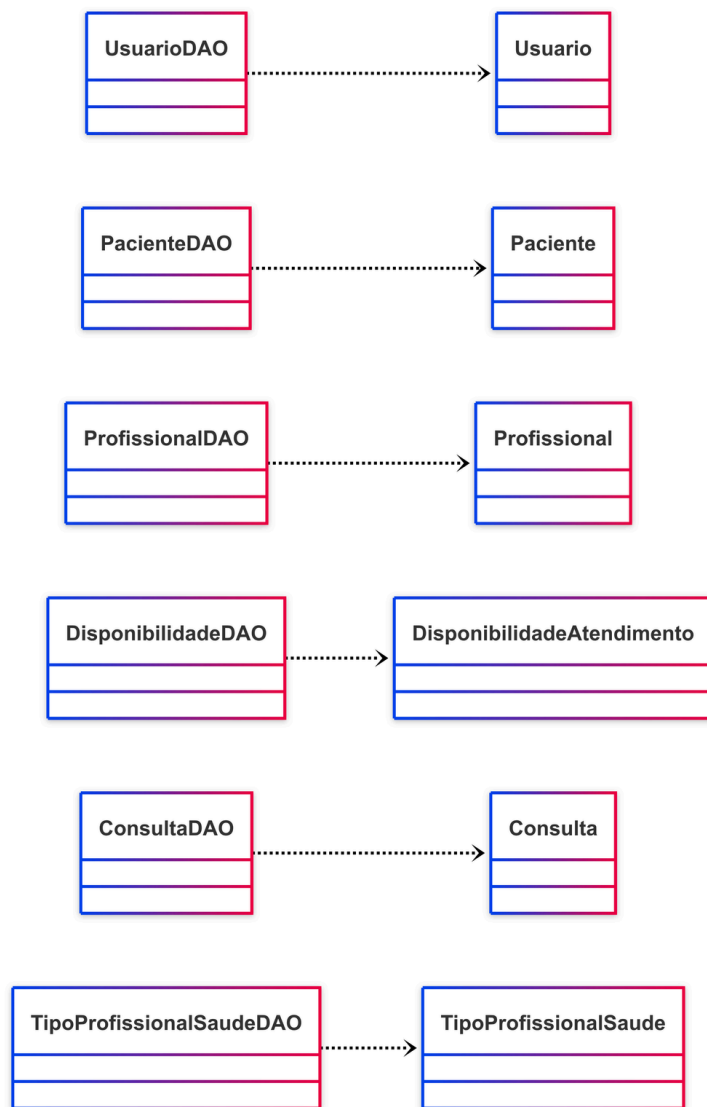 UsuarioDAO
Usuario
PacienteDAO
Paciente
ProfissionalDAO
Profissional
DisponibilidadeDAO
DisponibilidadeAtendimento
ConsultaDAO
Consulta
TipoProfissionalSaudeDAO
TipoProfissionalSaude